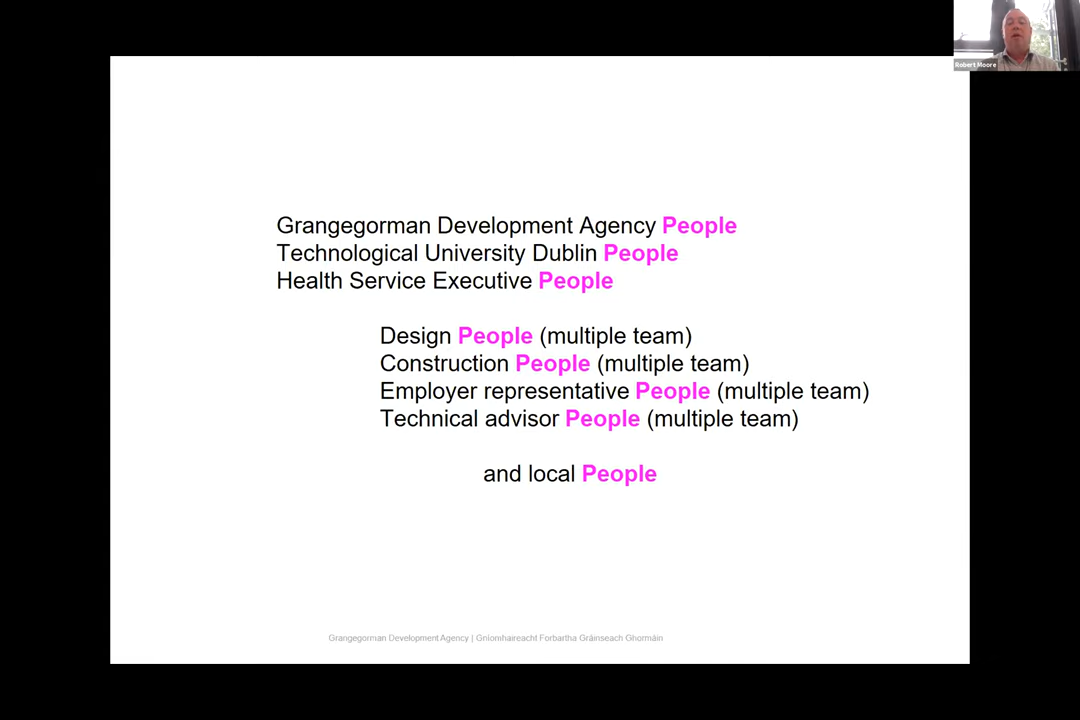 Robert Moore
Grangegorman Development Agency People
Technological University Dublin People
Health Service Executive People
Design People (multiple team)
Construction People (multiple team)
Employer representative People (multiple team)
Technical advisor People (multiple team)
and local People
Grangegorman Development Agency | Gníomhaireacht Forbartha Ghráinseach Ghormáin